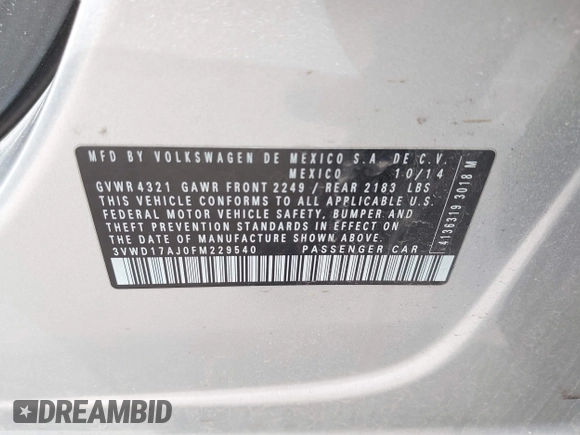 MFD BY VOLKSWAGEN DE MEXICO S.A. DE C.V.
MEXICO 10/14
GVWR 4321 GAWR FRONT 2249 / REAR 2183 LBS
THIS VEHICLE CONFORMS TO ALL APPLICABLE U.S.
FEDERAL MOTOR VEHICLE SAFETY, BUMPER AND
THEFT PREVENTION STANDARDS IN EFFECT ON THE
DATE OF MANUFACTURE SHOWN ABOVE.
3VWD17AJ0FM229540 PASSENGER CAR
4136319 3018 M
DREAMBID